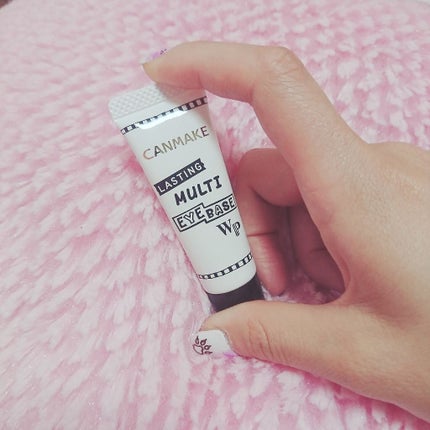 CANMAKE
LASTING
MULTI
EYE BASE
WP